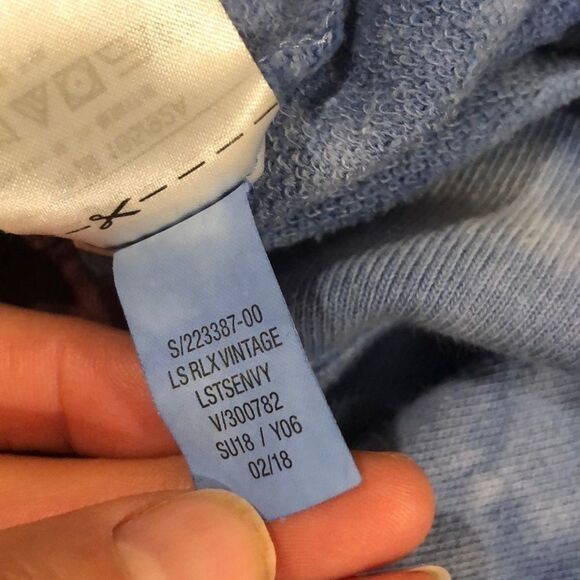 S/223387-00
LS RLX VINTAGE
LSTSENVY
V/300782
SU18 / Y06
02/18